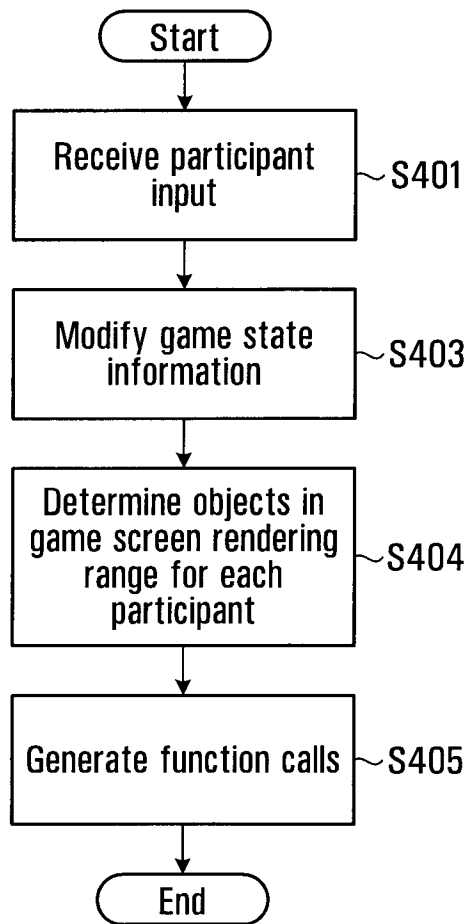 Start
Receive participant
input
S401
Modify game state
information
S403
Determine objects in
game screen rendering
range for each
participant
S404
Generate function calls
S405
End